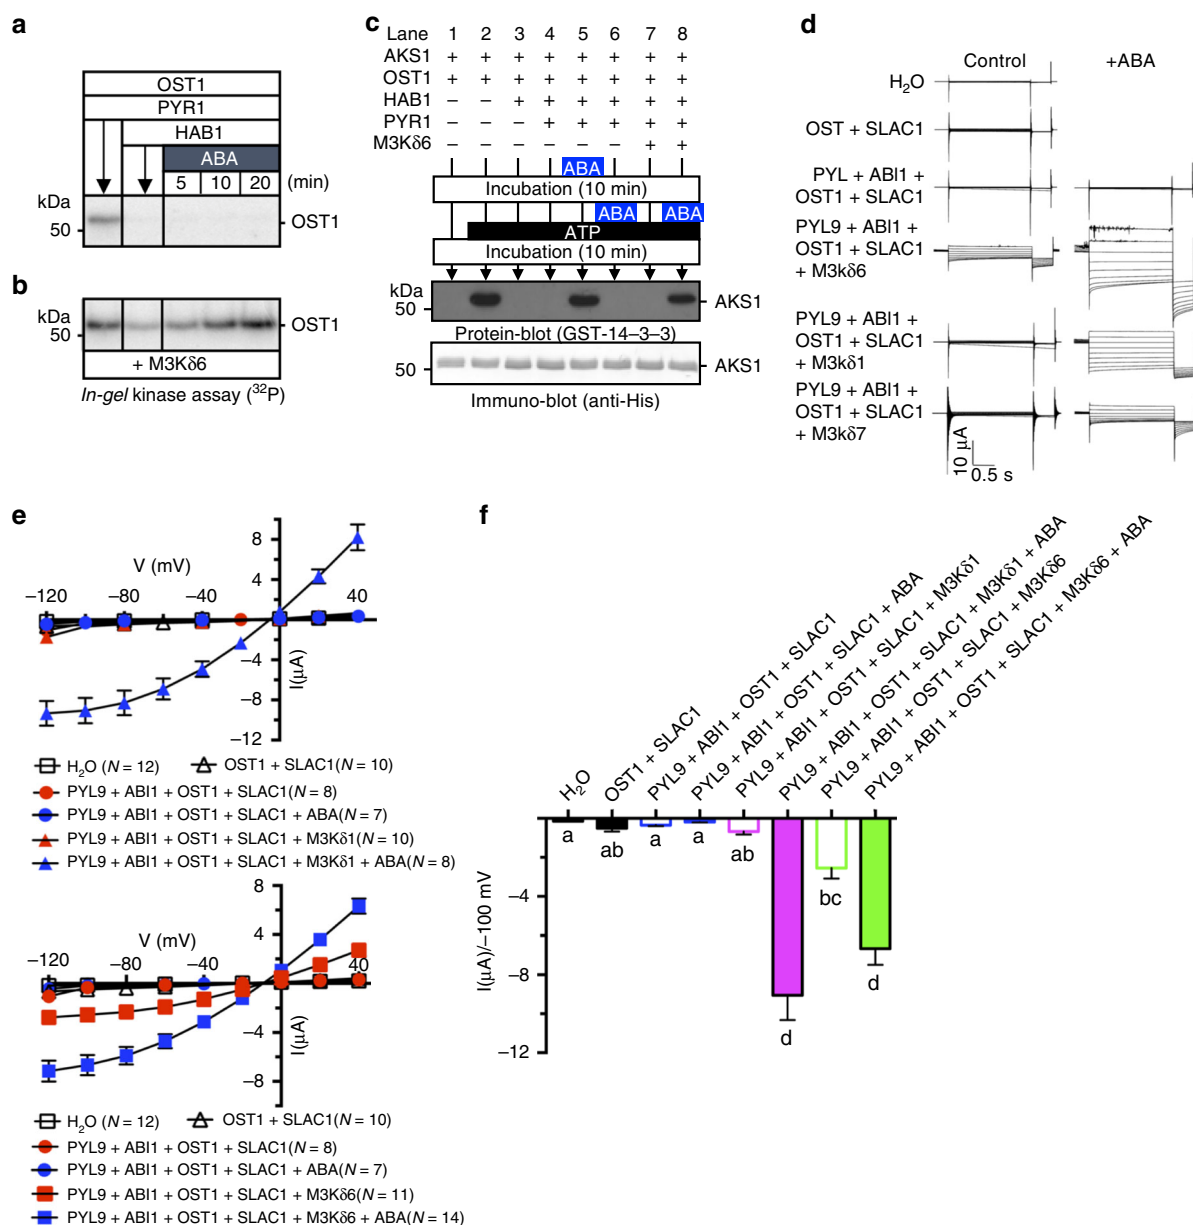 a
OST1
PYR1
HAB1
ABA
5 10 20 (min)
kDa
50
OST1
b
kDa
50
OST1
+ M3Kδ6
In-gel kinase assay (32P)
c
Lane 1 2 3 4 5 6 7 8
AKS1 + + + + + + + +
OST1 + + + + + + + +
HAB1 – – + + + + + +
PYR1 – – – + + + + +
M3Kδ6 – – – – – – + +
ABA
Incubation (10 min)
ABA ABA
ATP
Incubation (10 min)
kDa
50
AKS1
Protein-blot (GST-14–3–3)
50
AKS1
Immuno-blot (anti-His)
d
Control +ABA
H2O
OST + SLAC1
PYL + ABI1 +
OST1 + SLAC1
PYL9 + ABI1 +
OST1 + SLAC1
+ M3kδ6
PYL9 + ABI1 +
OST1 + SLAC1
+ M3kδ1
PYL9 + ABI1 +
OST1 + SLAC1
+ M3kδ7
10 μA
0.5 s
e
V (mV)
–120 –80 –40 40
8
4
–4
–8
–12
I(μA)
H2O (N = 12) OST1 + SLAC1(N = 10)
PYL9 + ABI1 + OST1 + SLAC1(N = 8)
PYL9 + ABI1 + OST1 + SLAC1 + ABA(N = 7)
PYL9 + ABI1 + OST1 + SLAC1 + M3Kδ1(N = 10)
PYL9 + ABI1 + OST1 + SLAC1 + M3Kδ1 + ABA(N = 8)
V (mV)
–120 –80 –40 40
8
4
–4
–8
I(μA)
H2O (N = 12) OST1 + SLAC1(N = 10)
PYL9 + ABI1 + OST1 + SLAC1(N = 8)
PYL9 + ABI1 + OST1 + SLAC1 + ABA(N = 7)
PYL9 + ABI1 + OST1 + SLAC1 + M3Kδ6(N = 11)
PYL9 + ABI1 + OST1 + SLAC1 + M3Kδ6 + ABA(N = 14)
f
H2O
OST1 + SLAC1
PYL9 + ABI1 + OST1 + SLAC1
PYL9 + ABI1 + OST1 + SLAC1 + ABA
PYL9 + ABI1 + OST1 + SLAC1 + M3Kδ1
PYL9 + ABI1 + OST1 + SLAC1 + M3Kδ1 + ABA
PYL9 + ABI1 + OST1 + SLAC1 + M3Kδ6
PYL9 + ABI1 + OST1 + SLAC1 + M3Kδ6 + ABA
I(μA)/–100 mV
–4
–8
–12
a ab a a ab d bc d